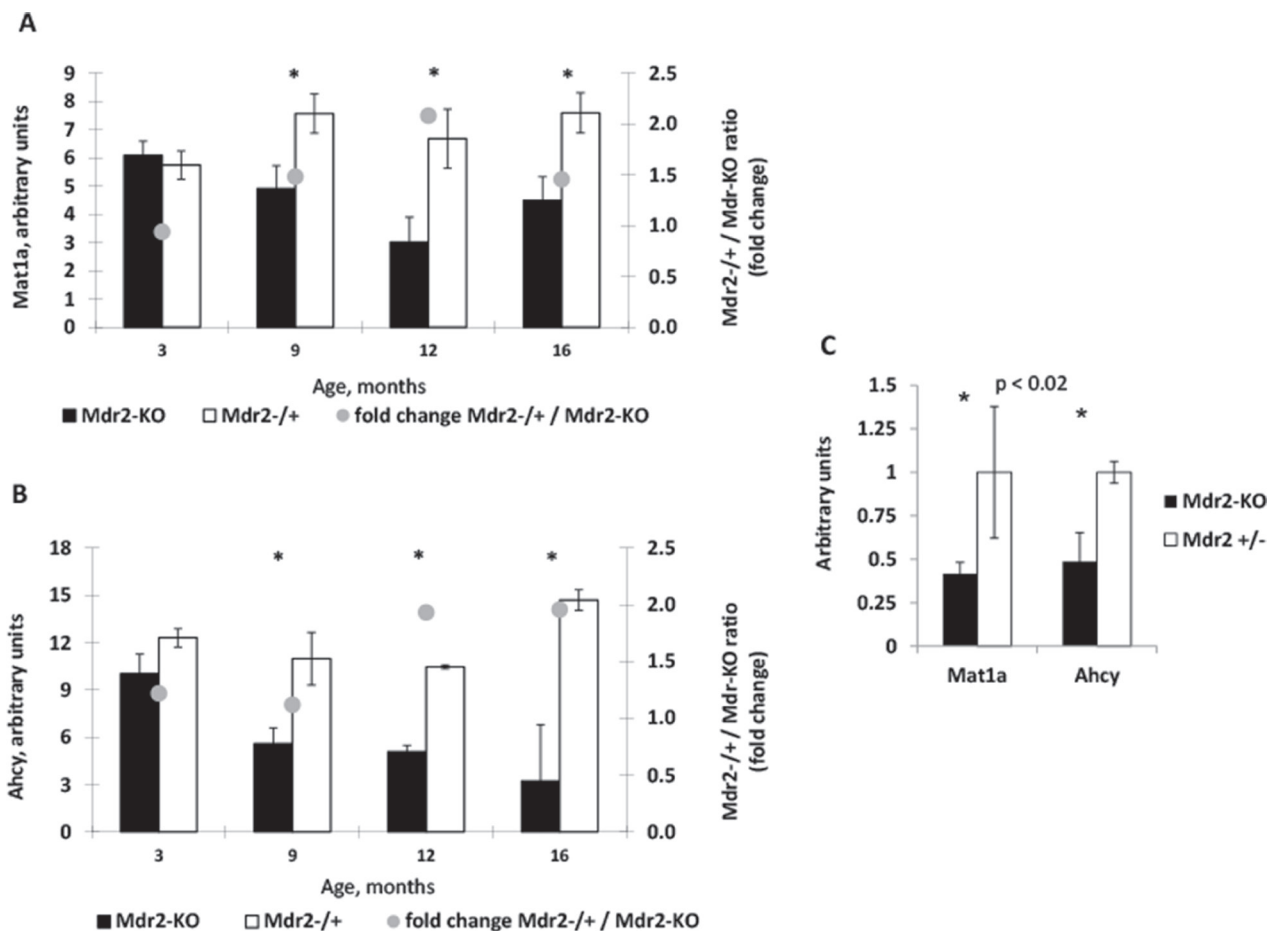 A
* * *
9
8
7
6
5
4
3
2
1
0
Mat1a, arbitrary units
2.5
2.0
1.5
1.0
0.5
0.0
Mdr2-/+ / Mdr-KO ratio
(fold change)
3 9 12 16
Age, months
Mdr2-KO Mdr2-/+ fold change Mdr2-/+ / Mdr2-KO
B
* * *
18
15
12
9
6
3
0
Ahcy, arbitrary units
2.5
2.0
1.5
1.0
0.5
0.0
Mdr2-/+ / Mdr-KO ratio
(fold change)
3 9 12 16
Age, months
Mdr2-KO Mdr2-/+ fold change Mdr2-/+ / Mdr2-KO
C
* p < 0.02 *
1.5
1.25
1
0.75
0.5
0.25
0
Arbitrary units
Mat1a Ahcy
Mdr2-KO
Mdr2 +/-